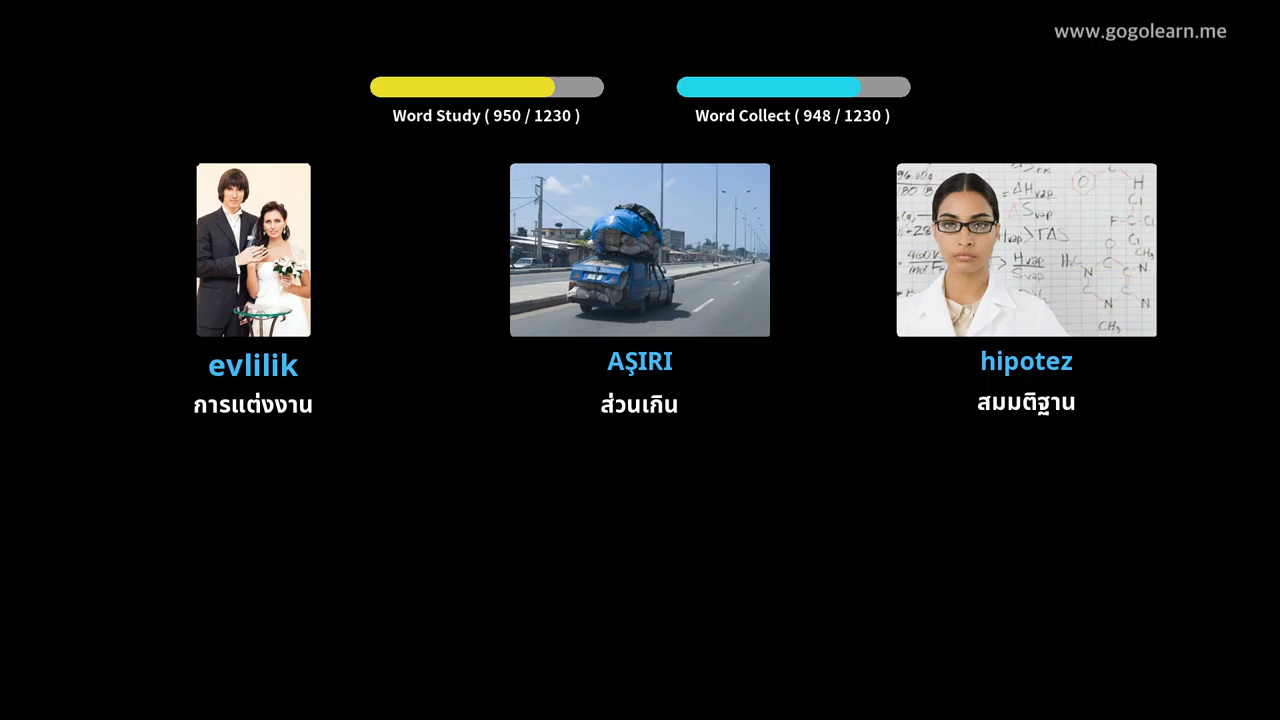 www.gogolearn.me
Word Study ( 950 / 1230 )
Word Collect ( 948 / 1230 )
evlilik
AŞIRI
hipotez
การแต่งงาน
ส่วนเกิน
สมมติฐาน